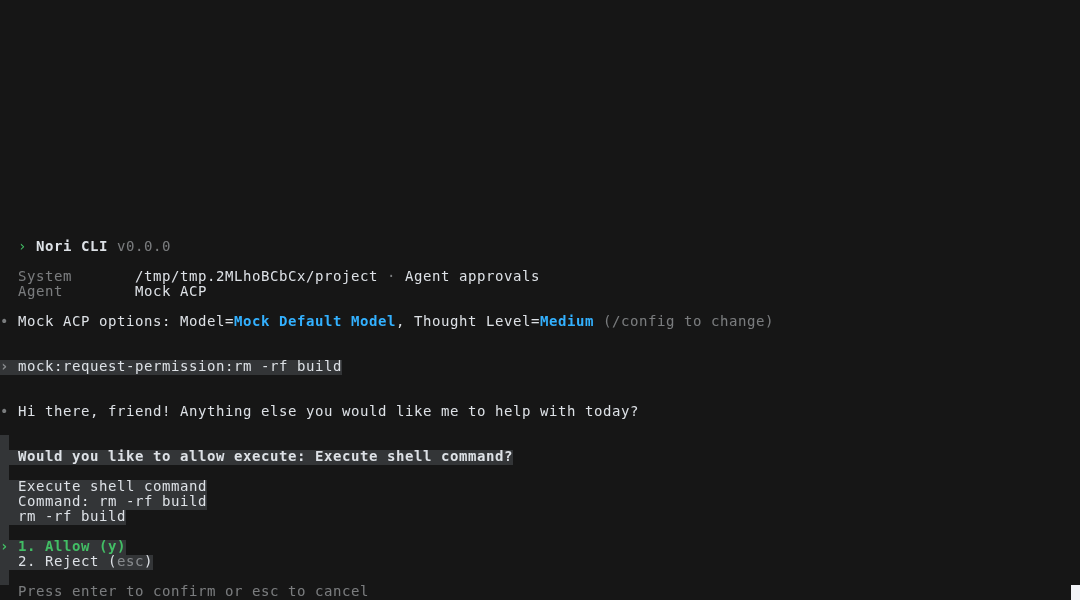 › Nori CLI v0.0.0
System /tmp/tmp.2MLhoBCbCx/project · Agent approvals
Agent Mock ACP
• Mock ACP options: Model=Mock Default Model, Thought Level=Medium (/config to change)
› mock:request-permission:rm -rf build
• Hi there, friend! Anything else you would like me to help with today?
Would you like to allow execute: Execute shell command?
Execute shell command
Command: rm -rf build
rm -rf build
› 1. Allow (y)
2. Reject (esc)
Press enter to confirm or esc to cancel